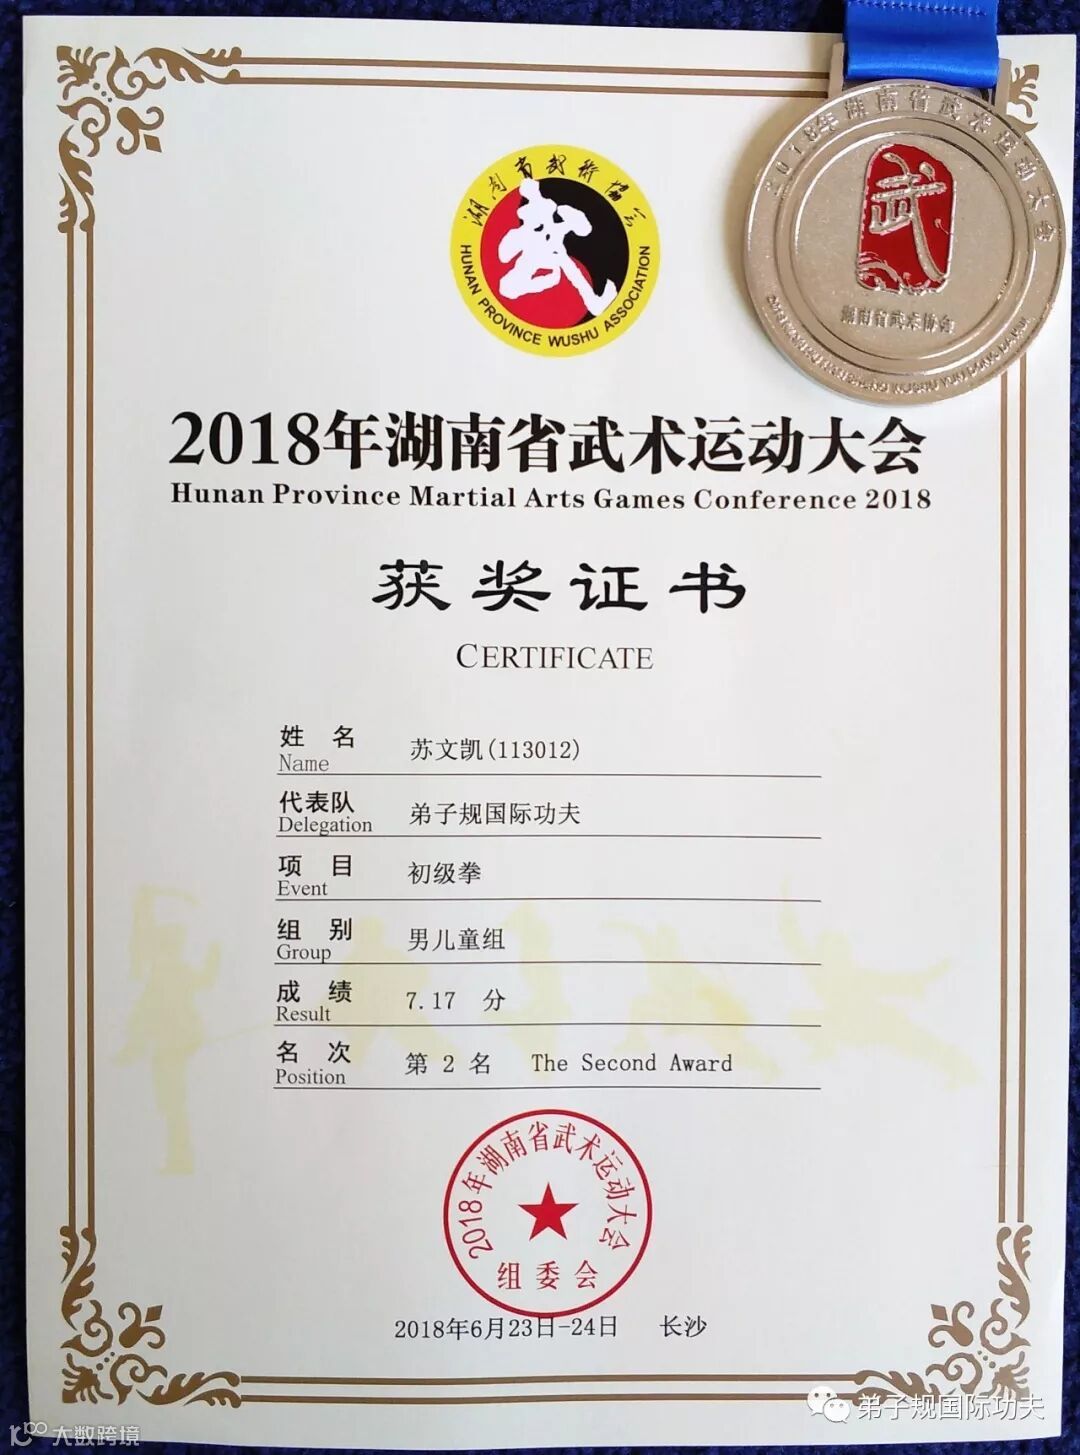 湖南省武術協会
武
HUNAN PROVINCE WUSHU ASSOCIATION
2018年湖南省武术运动大会
武
湖南省武术协会
2018年湖南省武术运动大会
Hunan Province Martial Arts Games Conference 2018
获奖证书
CERTIFICATE
姓 名 苏文凯(113012)
Name
代表队 弟子规国际功夫
Delegation
项 目 初级拳
Event
组 别 男儿童组
Group
成 绩 7.17 分
Result
名 次 第 2 名 The Second Award
Position
2018年湖南省武术运动大会
组委会
2018年6月23日-24日 长沙
弟子规国际功夫
大数跨境